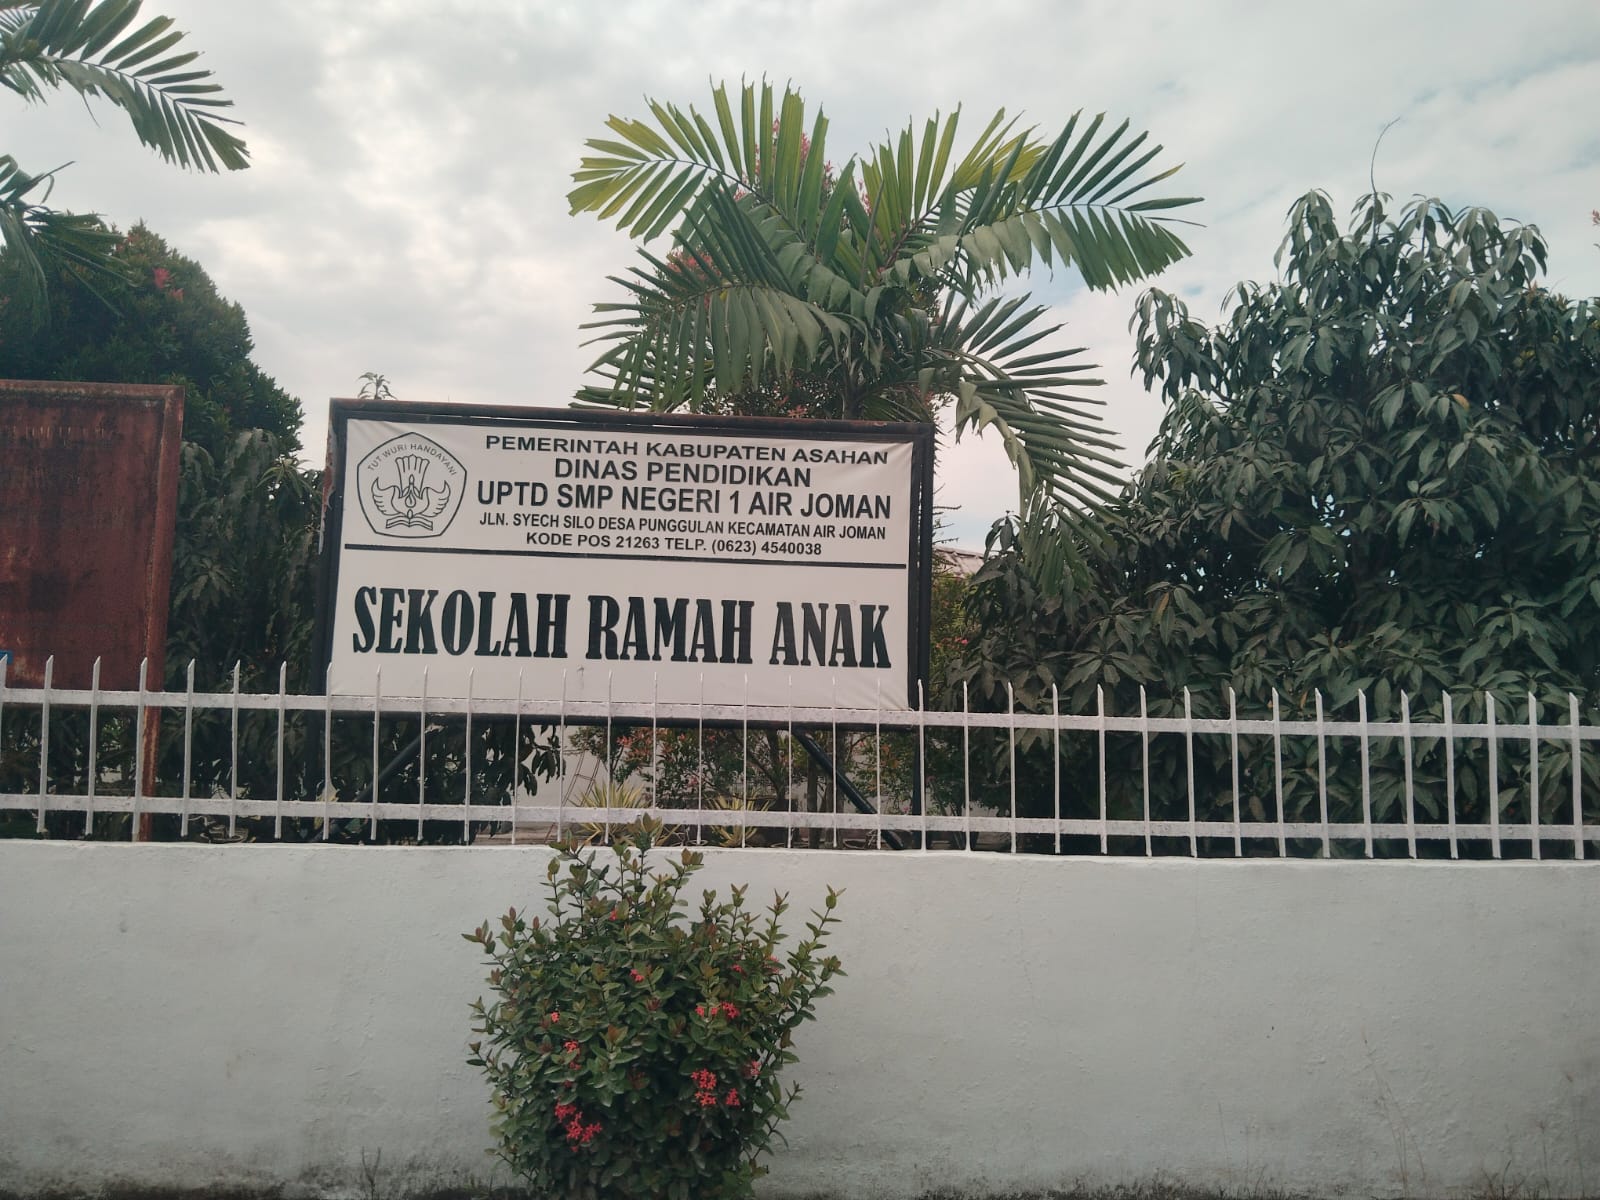 TUT WURI HANDAYANI
PEMERINTAH KABUPATEN ASAHAN
DINAS PENDIDIKAN
UPTD SMP NEGERI 1 AIR JOMAN
JLN. SYECH SILO DESA PUNGGULAN KECAMATAN AIR JOMAN
KODE POS 21263 TELP. (0623) 4540038
SEKOLAH RAMAH ANAK